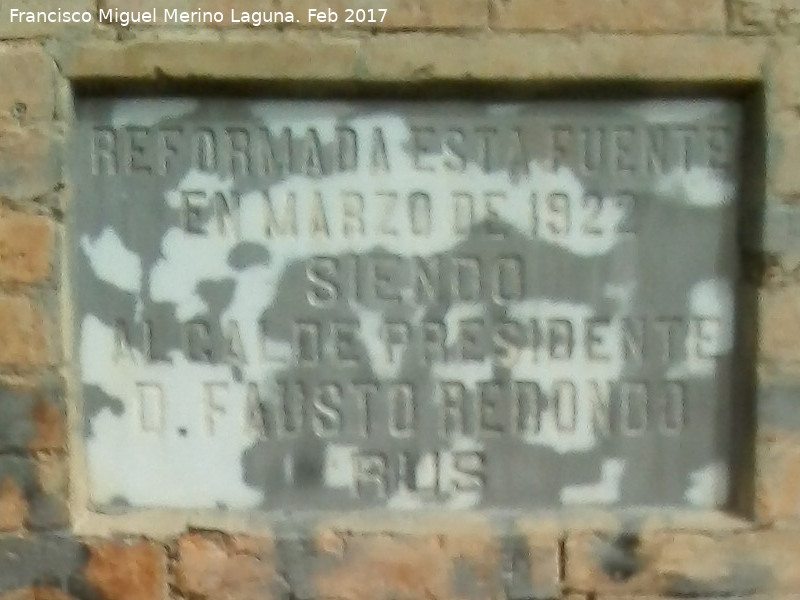 Francisco Miguel Merino Laguna. Feb 2017
REFORMADA ESTA FUENTE
EN MARZO DE 1922
SIENDO
ALCALDE PRESIDENTE
D. FAUSTO REDONDO
RUS